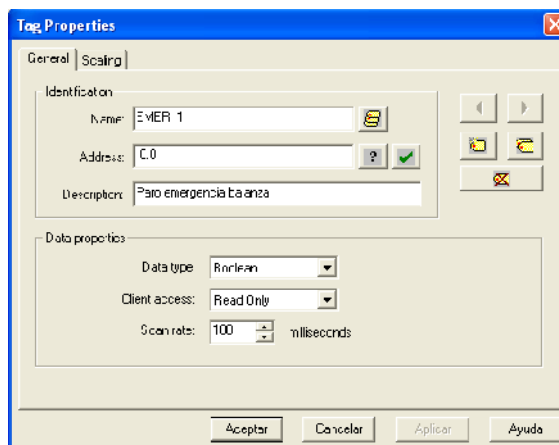 Tag Properties
General Scaling
Identification
Name: EMER 1
Address:
Description: Paro emergencia balanza
Data properties
Data type: Boolean
Client access: Read Only
Scan rate: 100 milliseconds
Aceptar Cancelar Aplicar Ayuda